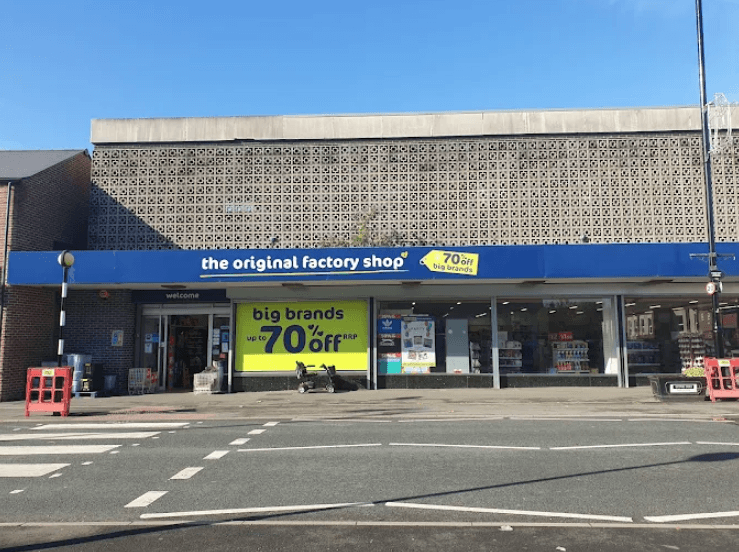 the original factory shop
70% off
big brands
welcome
big brands
up to 70% off RRP